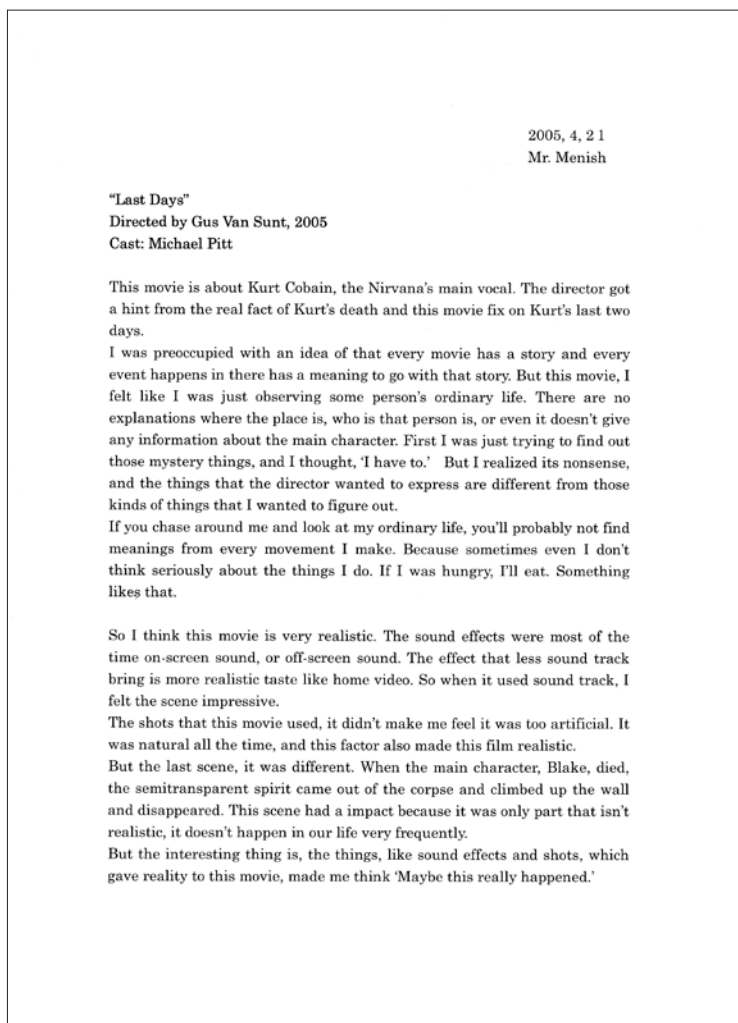 2005, 4, 2 1
Mr. Menish
“Last Days”
Directed by Gus Van Sunt, 2005
Cast: Michael Pitt
This movie is about Kurt Cobain, the Nirvana’s main vocal. The director got
a hint from the real fact of Kurt’s death and this movie fix on Kurt’s last two
days.
I was preoccupied with an idea of that every movie has a story and every
event happens in there has a meaning to go with that story. But this movie, I
felt like I was just observing some person’s ordinary life. There are no
explanations where the place is, who is that person is, or even it doesn’t give
any information about the main character. First I was just trying to find out
those mystery things, and I thought, ‘I have to.’ But I realized its nonsense,
and the things that the director wanted to express are different from those
kinds of things that I wanted to figure out.
If you chase around me and look at my ordinary life, you’ll probably not find
meanings from every movement I make. Because sometimes even I don’t
think seriously about the things I do. If I was hungry, I’ll eat. Something
likes that.
So I think this movie is very realistic. The sound effects were most of the
time on-screen sound, or off-screen sound. The effect that less sound track
bring is more realistic taste like home video. So when it used sound track, I
felt the scene impressive.
The shots that this movie used, it didn’t make me feel it was too artificial. It
was natural all the time, and this factor also made this film realistic.
But the last scene, it was different. When the main character, Blake, died,
the semitransparent spirit came out of the corpse and climbed up the wall
and disappeared. This scene had a impact because it was only part that isn’t
realistic, it doesn’t happen in our life very frequently.
But the interesting thing is, the things, like sound effects and shots, which
gave reality to this movie, made me think ‘Maybe this really happened.’